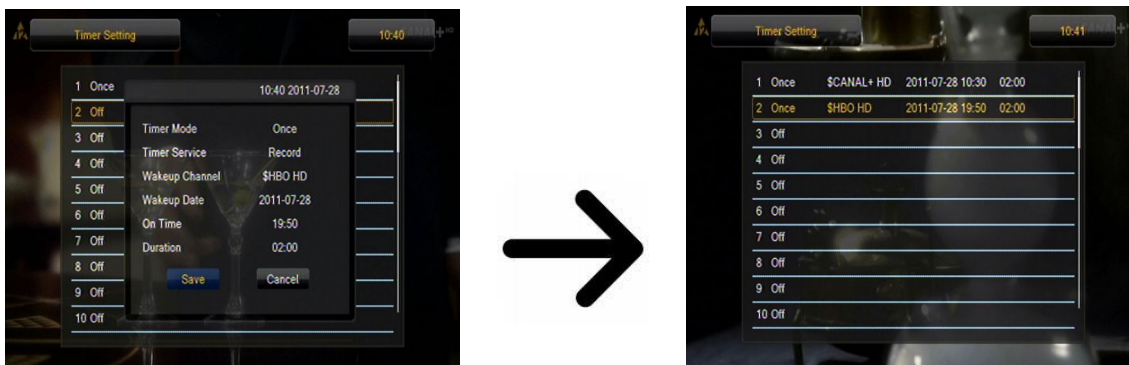 Timer Setting
10:40
1 Once
10:40 2011-07-28
2 Off
3 Off
4 Off
5 Off
6 Off
7 Off
8 Off
9 Off
10 Off
Timer Mode Once
Timer Service Record
Wakeup Channel $HBO HD
Wakeup Date 2011-07-28
On Time 19:50
Duration 02:00
Save Cancel
Timer Setting
10:41
1 Once $CANAL+ HD 2011-07-28 10:30 02:00
2 Once $HBO HD 2011-07-28 19:50 02:00
3 Off
4 Off
5 Off
6 Off
7 Off
8 Off
9 Off
10 Off